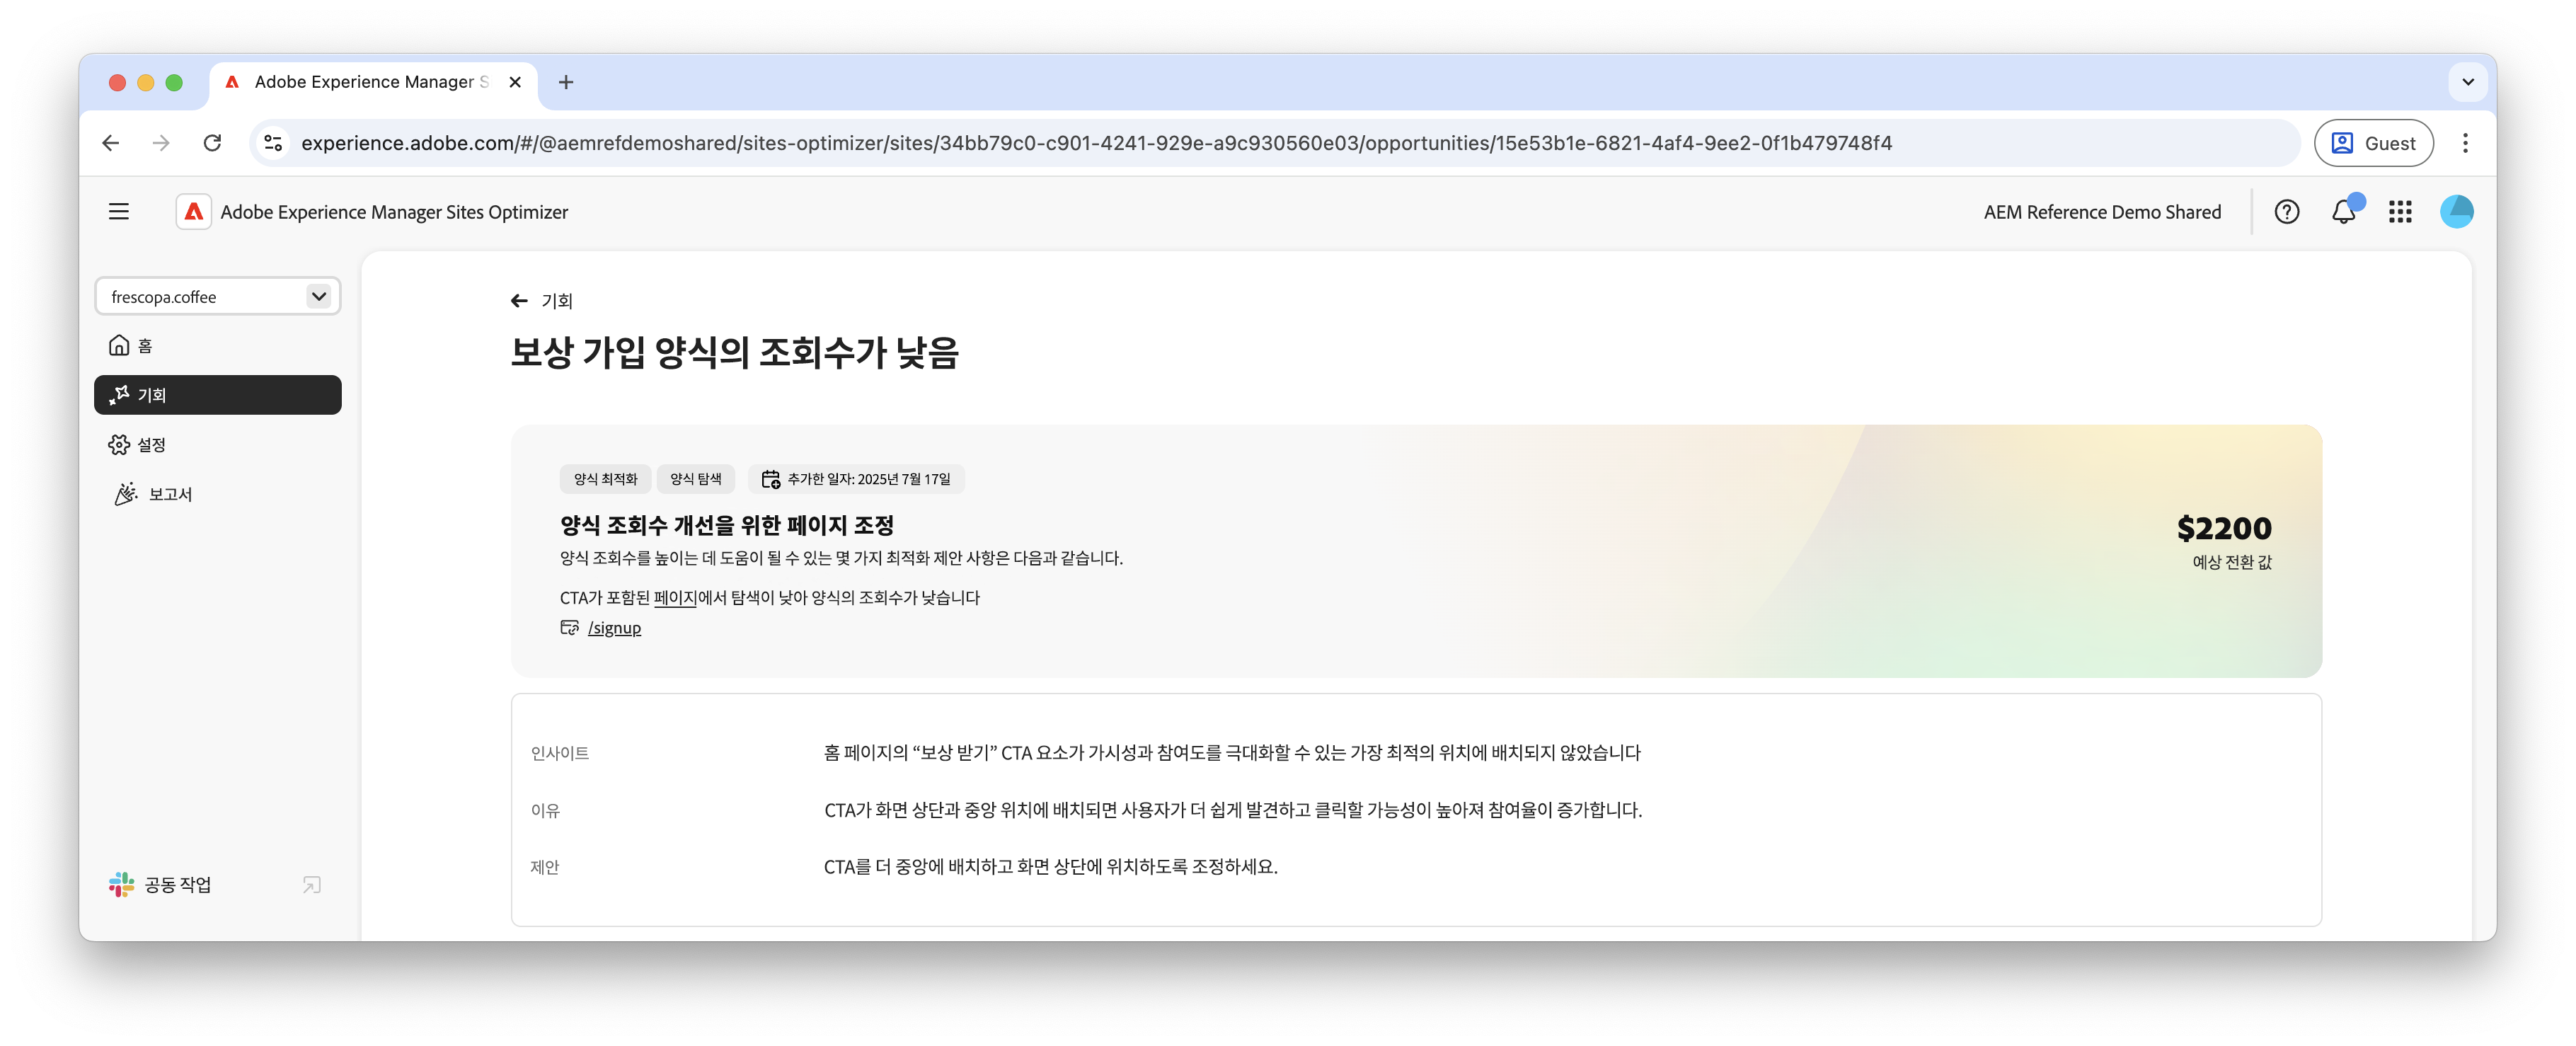 Adobe Experience Manager S
experience.adobe.com/#/@aemrefdemoshared/sites-optimizer/sites/34bb79c0-c901-4241-929e-a9c930560e03/opportunities/15e53b1e-6821-4af4-9ee2-0f1b479748f4
Guest
Adobe Experience Manager Sites Optimizer
AEM Reference Demo Shared
frescopa.coffee
홈
기회
설정
보고서
공동 작업
기회
보상 가입 양식의 조회수가 낮음
양식 최적화
양식 탐색
추가한 일자: 2025년 7월 17일
양식 조회수 개선을 위한 페이지 조정
양식 조회수를 높이는 데 도움이 될 수 있는 몇 가지 최적화 제안 사항은 다음과 같습니다.
CTA가 포함된 페이지에서 탐색이 낮아 양식의 조회수가 낮습니다
/signup
$2200
예상 전환 값
인사이트
홈 페이지의 “보상 받기” CTA 요소가 가시성과 참여도를 극대화할 수 있는 가장 최적의 위치에 배치되지 않았습니다
이유
CTA가 화면 상단과 중앙 위치에 배치되면 사용자가 더 쉽게 발견하고 클릭할 가능성이 높아져 참여율이 증가합니다.
제안
CTA를 더 중앙에 배치하고 화면 상단에 위치하도록 조정하세요.